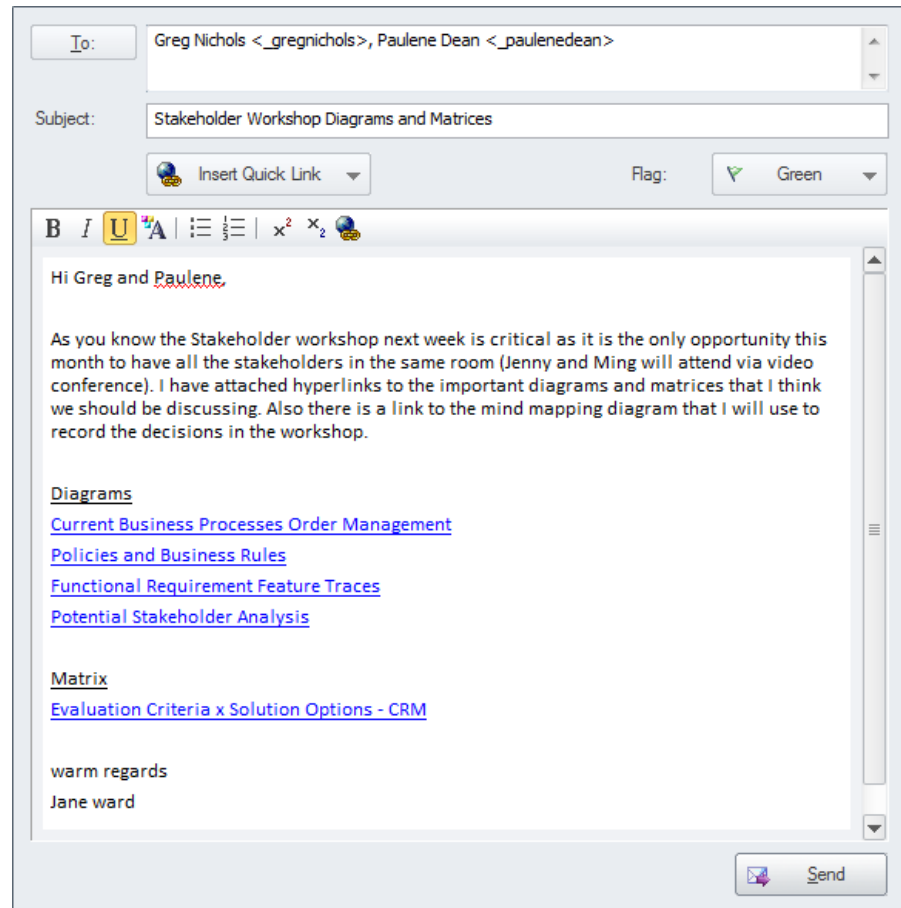 To:
Greg Nichols <_gregnichols>, Paulene Dean <_paulenedean>
Subject:
Stakeholder Workshop Diagrams and Matrices
Insert Quick Link
Flag:
Green
B I U A x² x₂
Hi Greg and Paulene,
As you know the Stakeholder workshop next week is critical as it is the only opportunity this
month to have all the stakeholders in the same room (Jenny and Ming will attend via video
conference). I have attached hyperlinks to the important diagrams and matrices that I think
we should be discussing. Also there is a link to the mind mapping diagram that I will use to
record the decisions in the workshop.
Diagrams
Current Business Processes Order Management
Policies and Business Rules
Functional Requirement Feature Traces
Potential Stakeholder Analysis
Matrix
Evaluation Criteria x Solution Options - CRM
warm regards
Jane ward
Send